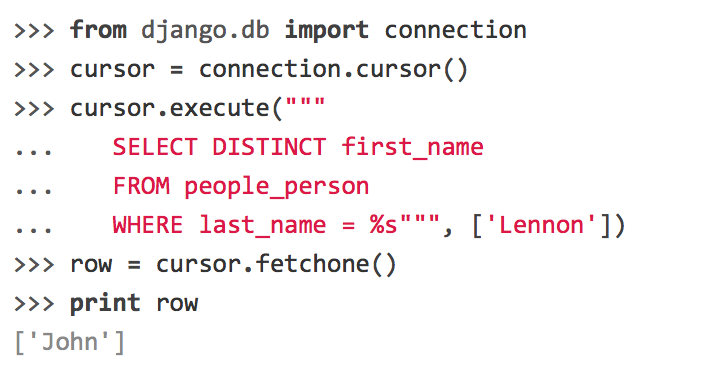 >>> from django.db import connection
>>> cursor = connection.cursor()
>>> cursor.execute("""
...    SELECT DISTINCT first_name
...    FROM people_person
...    WHERE last_name = %s""", ['Lennon'])
>>> row = cursor.fetchone()
>>> print row
['John']